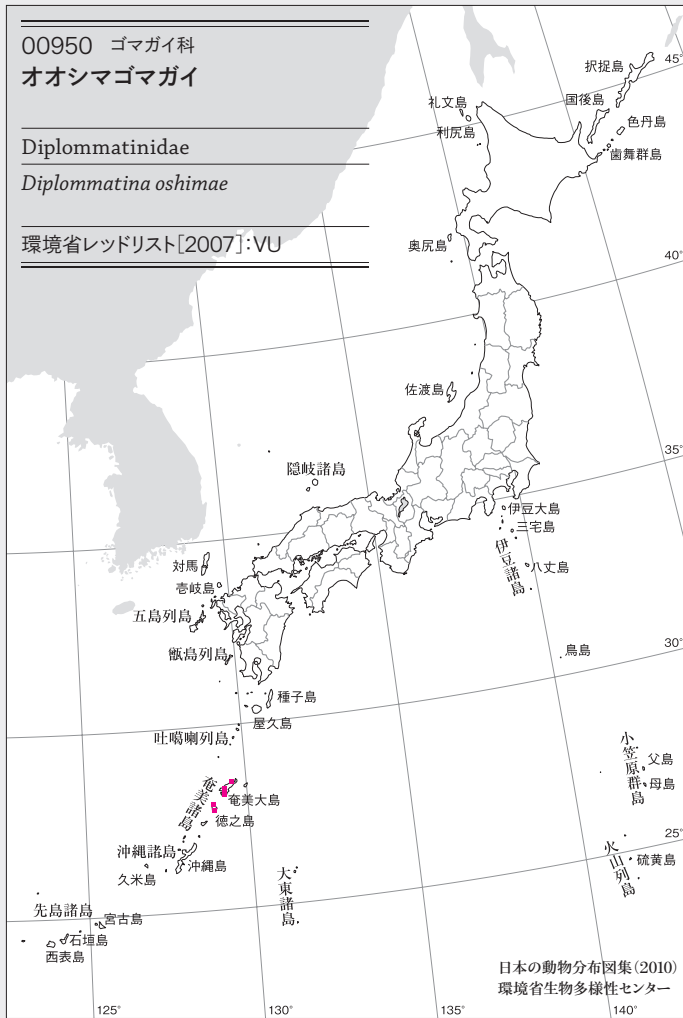 00950 ゴマガイ科
オオシマゴマガイ
Diplommatinidae
Diplommatina oshimae
環境省レッドリスト[2007]:VU
択捉島
国後島
色丹島
歯舞群島
礼文島
利尻島
奥尻島
佐渡島
隠岐諸島
対馬
壱岐島
五島列島
甑島列島
種子島
屋久島
吐噶喇列島
奄美諸島
奄美大島
徳之島
沖縄諸島
沖縄島
久米島
先島諸島
宮古島
石垣島
西表島
大東諸島
伊豆大島
三宅島
伊豆諸島
八丈島
鳥島
小笠原群島
父島
母島
火山列島
硫黄島
45°
40°
35°
30°
25°
125°
130°
135°
140°
日本の動物分布図集(2010)
環境省生物多様性センター